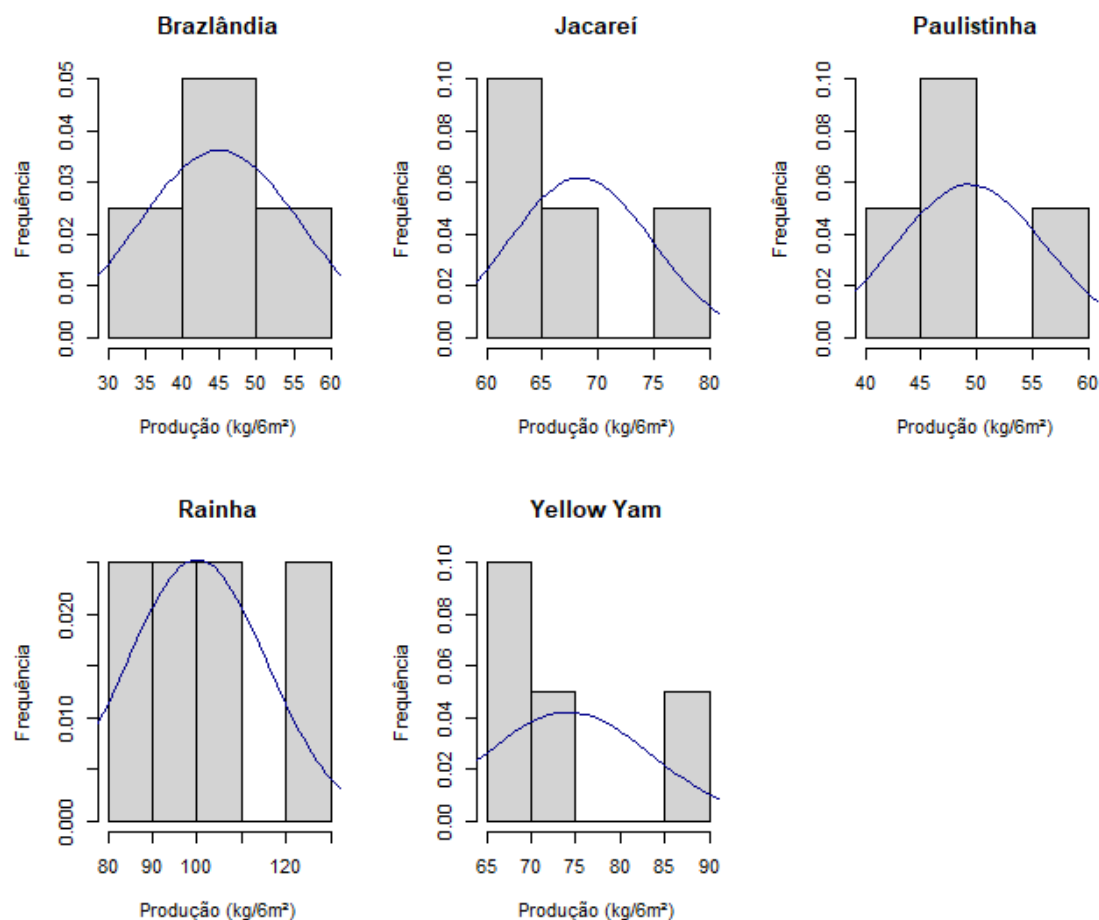 Brazlândia
Frequência
0.00 0.01 0.02 0.03 0.04 0.05
30 35 40 45 50 55 60
Produção (kg/6m²)
Jacareí
Frequência
0.00 0.02 0.04 0.06 0.08 0.10
60 65 70 75 80
Produção (kg/6m²)
Paulistinha
Frequência
0.00 0.02 0.04 0.06 0.08 0.10
40 45 50 55 60
Produção (kg/6m²)
Rainha
Frequência
0.000 0.010 0.020
80 90 100 120
Produção (kg/6m²)
Yellow Yam
Frequência
0.00 0.02 0.04 0.06 0.08 0.10
65 70 75 80 85 90
Produção (kg/6m²)